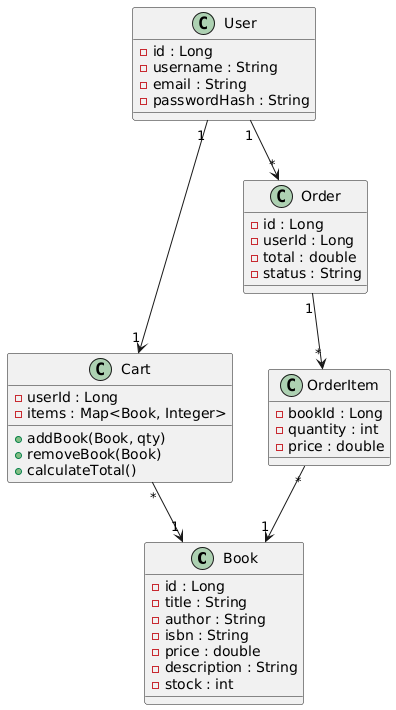 C User
id : Long
username : String
email : String
passwordHash : String
1
1
*
C Order
id : Long
userId : Long
total : double
status : String
1
1
*
C Cart
userId : Long
items : Map<Book, Integer>
addBook(Book, qty)
removeBook(Book)
calculateTotal()
C OrderItem
bookId : Long
quantity : int
price : double
*
*
1
1
C Book
id : Long
title : String
author : String
isbn : String
price : double
description : String
stock : int